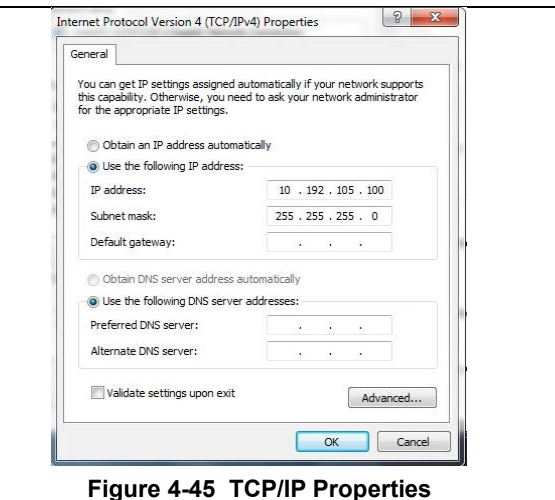 Internet Protocol Version 4 (TCP/IPv4) Properties
General
You can get IP settings assigned automatically if your network supports
this capability. Otherwise, you need to ask your network administrator
for the appropriate IP settings.
Obtain an IP address automatically
Use the following IP address:
IP address: 10 . 192 . 105 . 100
Subnet mask: 255 . 255 . 255 . 0
Default gateway: . . .
Obtain DNS server address automatically
Use the following DNS server addresses:
Preferred DNS server: . . .
Alternate DNS server: . . .
Validate settings upon exit
Advanced...
OK Cancel
Figure 4-45 TCP/IP Properties